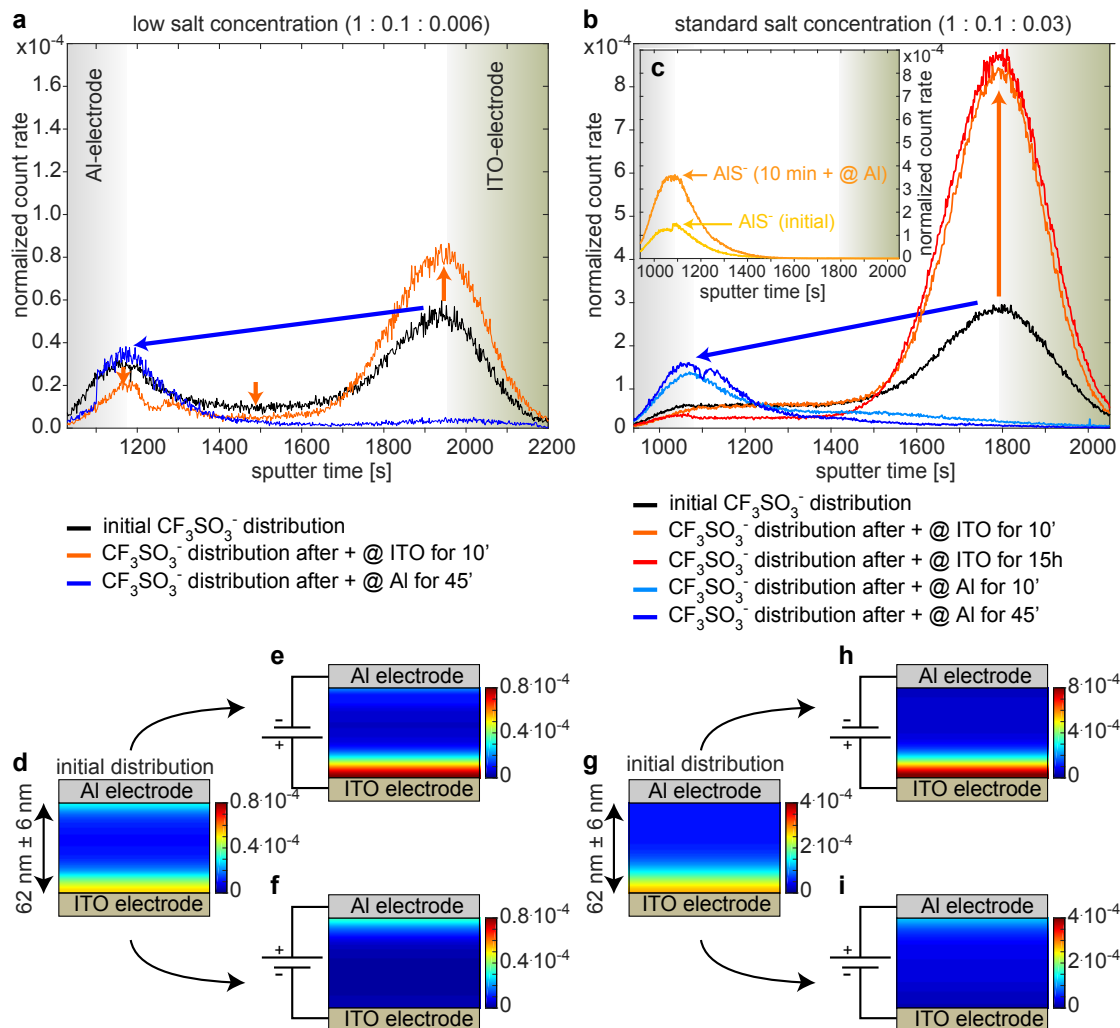 a
low salt concentration (1 : 0.1 : 0.006)
x10-4
1.8
1.6
1.4
1.2
1.0
0.8
0.6
0.4
0.2
0
normalized count rate
Al-electrode
ITO-electrode
1200
1400
1600
1800
2000
2200
sputter time [s]
initial CF3SO3- distribution
CF3SO3- distribution after + @ ITO for 10'
CF3SO3- distribution after + @ Al for 45'
b
standard salt concentration (1 : 0.1 : 0.03)
x10-4
8
7
6
5
4
3
2
1
0
normalized count rate
1000
1200
1400
1600
1800
2000
sputter time [s]
c
x10-4
9
8
7
6
5
4
3
2
1
0
normalized count rate
AlS- (10 min + @ Al)
AlS- (initial)
1000
1200
1400
1600
1800
2000
sputter time [s]
initial CF3SO3- distribution
CF3SO3- distribution after + @ ITO for 10'
CF3SO3- distribution after + @ ITO for 15h
CF3SO3- distribution after + @ Al for 10'
CF3SO3- distribution after + @ Al for 45'
d
initial distribution
Al electrode
ITO electrode
62 nm ± 6 nm
0.8·10-4
0.4·10-4
0
e
Al electrode
ITO electrode
-
+
0.8·10-4
0.4·10-4
0
f
Al electrode
ITO electrode
+
-
0.8·10-4
0.4·10-4
0
g
initial distribution
Al electrode
ITO electrode
62 nm ± 6 nm
4·10-4
2·10-4
0
h
Al electrode
ITO electrode
-
+
8·10-4
4·10-4
0
i
Al electrode
ITO electrode
+
-
4·10-4
2·10-4
0